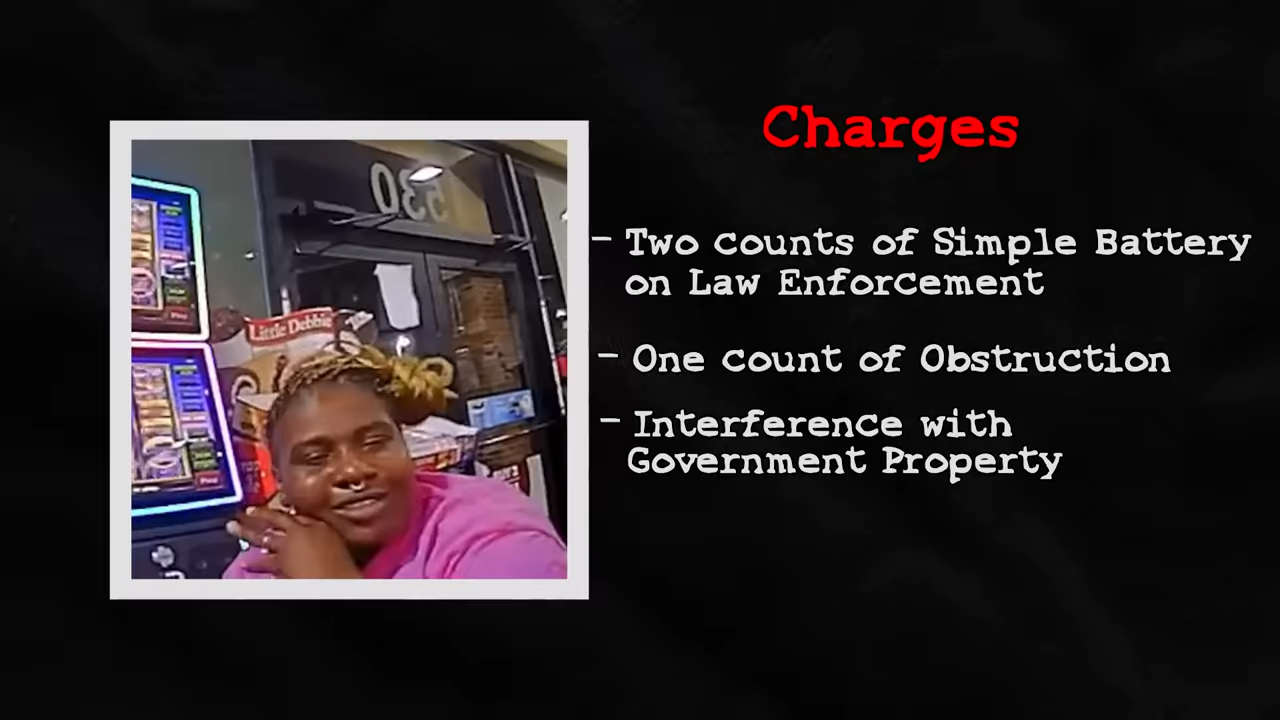 Charges
- Two counts of Simple Battery
on Law Enforcement
- One count of Obstruction
- Interference with
Government Property
530
Little Debbie